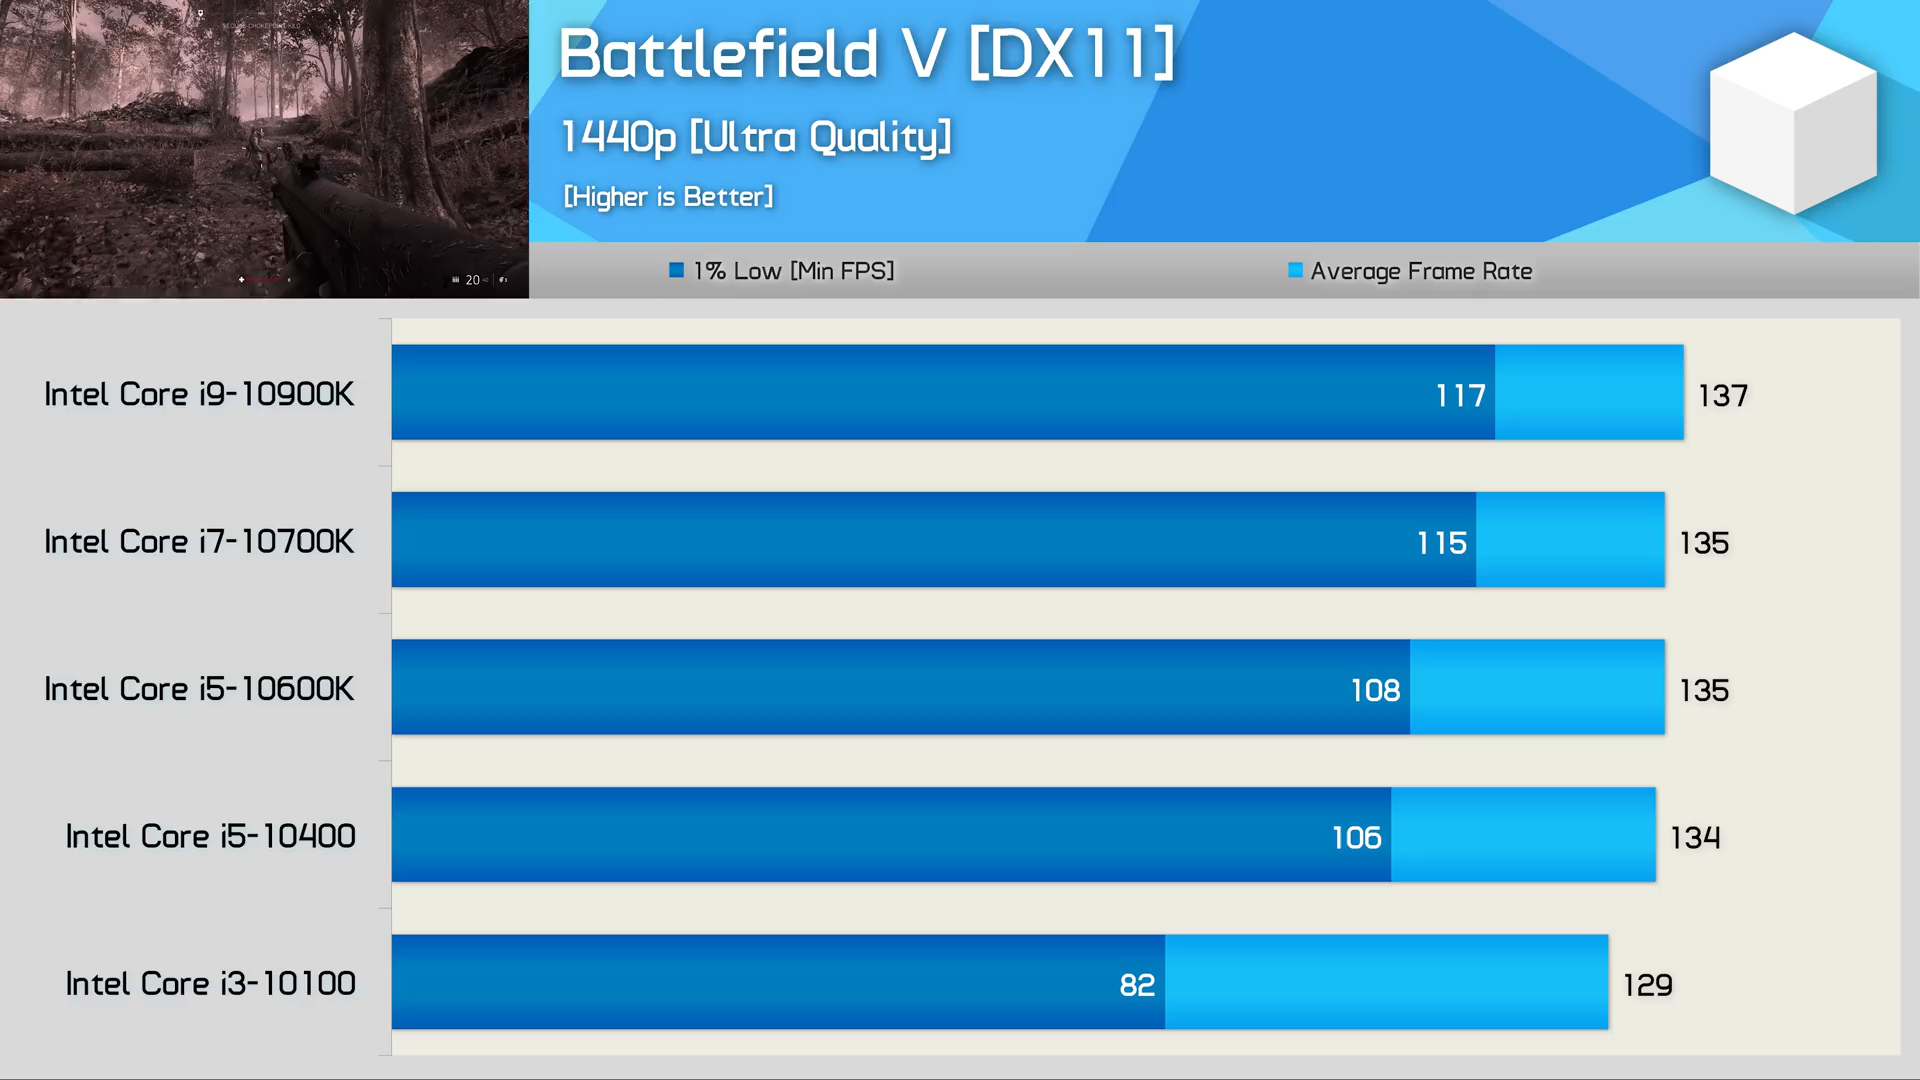 Battlefield V [DX11]
1440p [Ultra Quality]
[Higher is Better]
20
1% Low [Min FPS]
Average Frame Rate
Intel Core i9-10900K
117
137
Intel Core i7-10700K
115
135
Intel Core i5-10600K
108
135
Intel Core i5-10400
106
134
Intel Core i3-10100
82
129